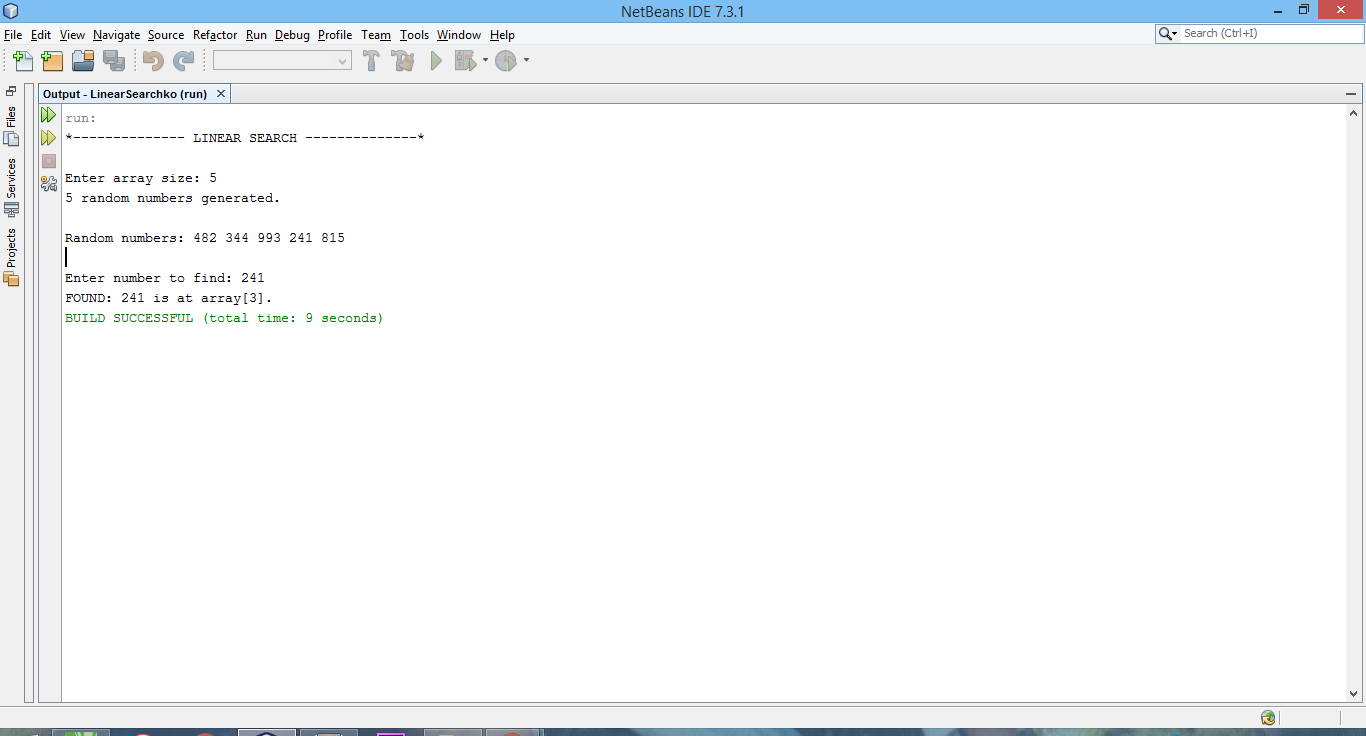 NetBeans IDE 7.3.1
File Edit View Navigate Source Refactor Run Debug Profile Team Tools Window Help
Search (Ctrl+I)
Files
Services
Projects
Output - LinearSearchko (run)
run:
*-------------- LINEAR SEARCH --------------*
Enter array size: 5
5 random numbers generated.
Random numbers: 482 344 993 241 815
Enter number to find: 241
FOUND: 241 is at array[3].
BUILD SUCCESSFUL (total time: 9 seconds)